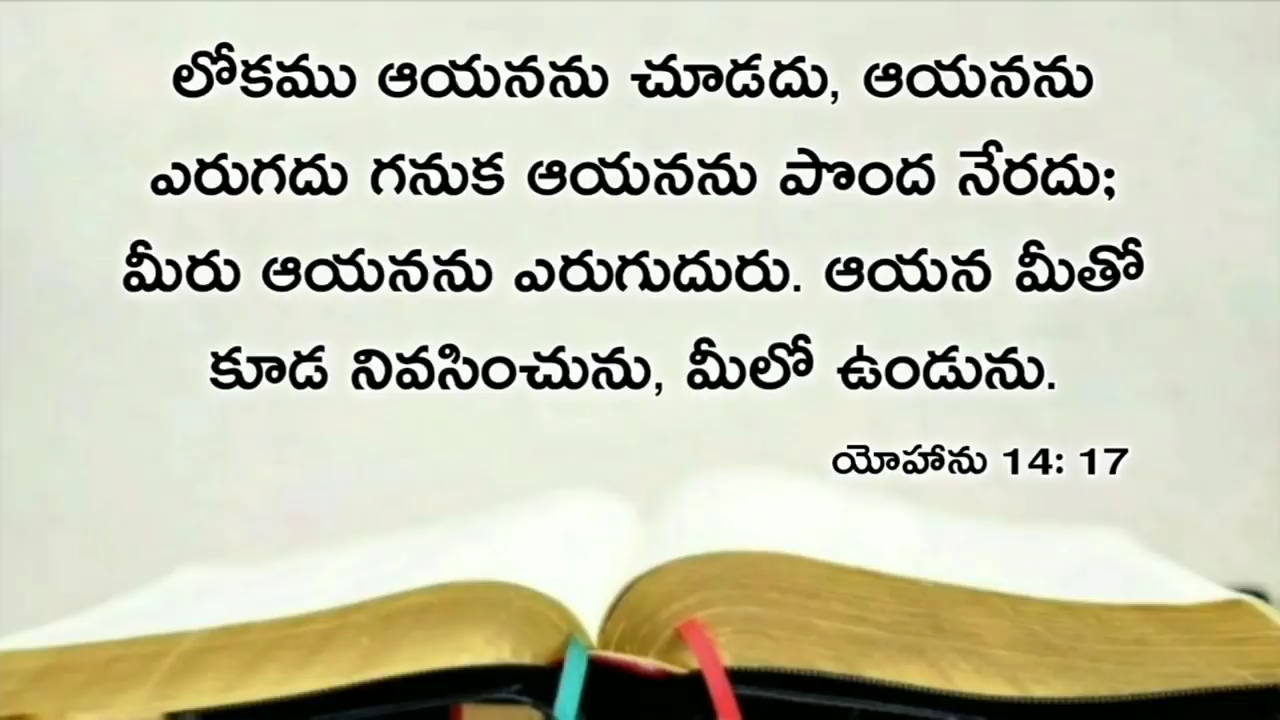 లోకము ఆయనను చూడదు, ఆయనను
ఎరుగదు గనుక ఆయనను పొంద నేరదు;
మీరు ఆయనను ఎరుగుదురు. ఆయన మీతో
కూడ నివసించును, మీలో ఉండును.
యోహాను 14: 17